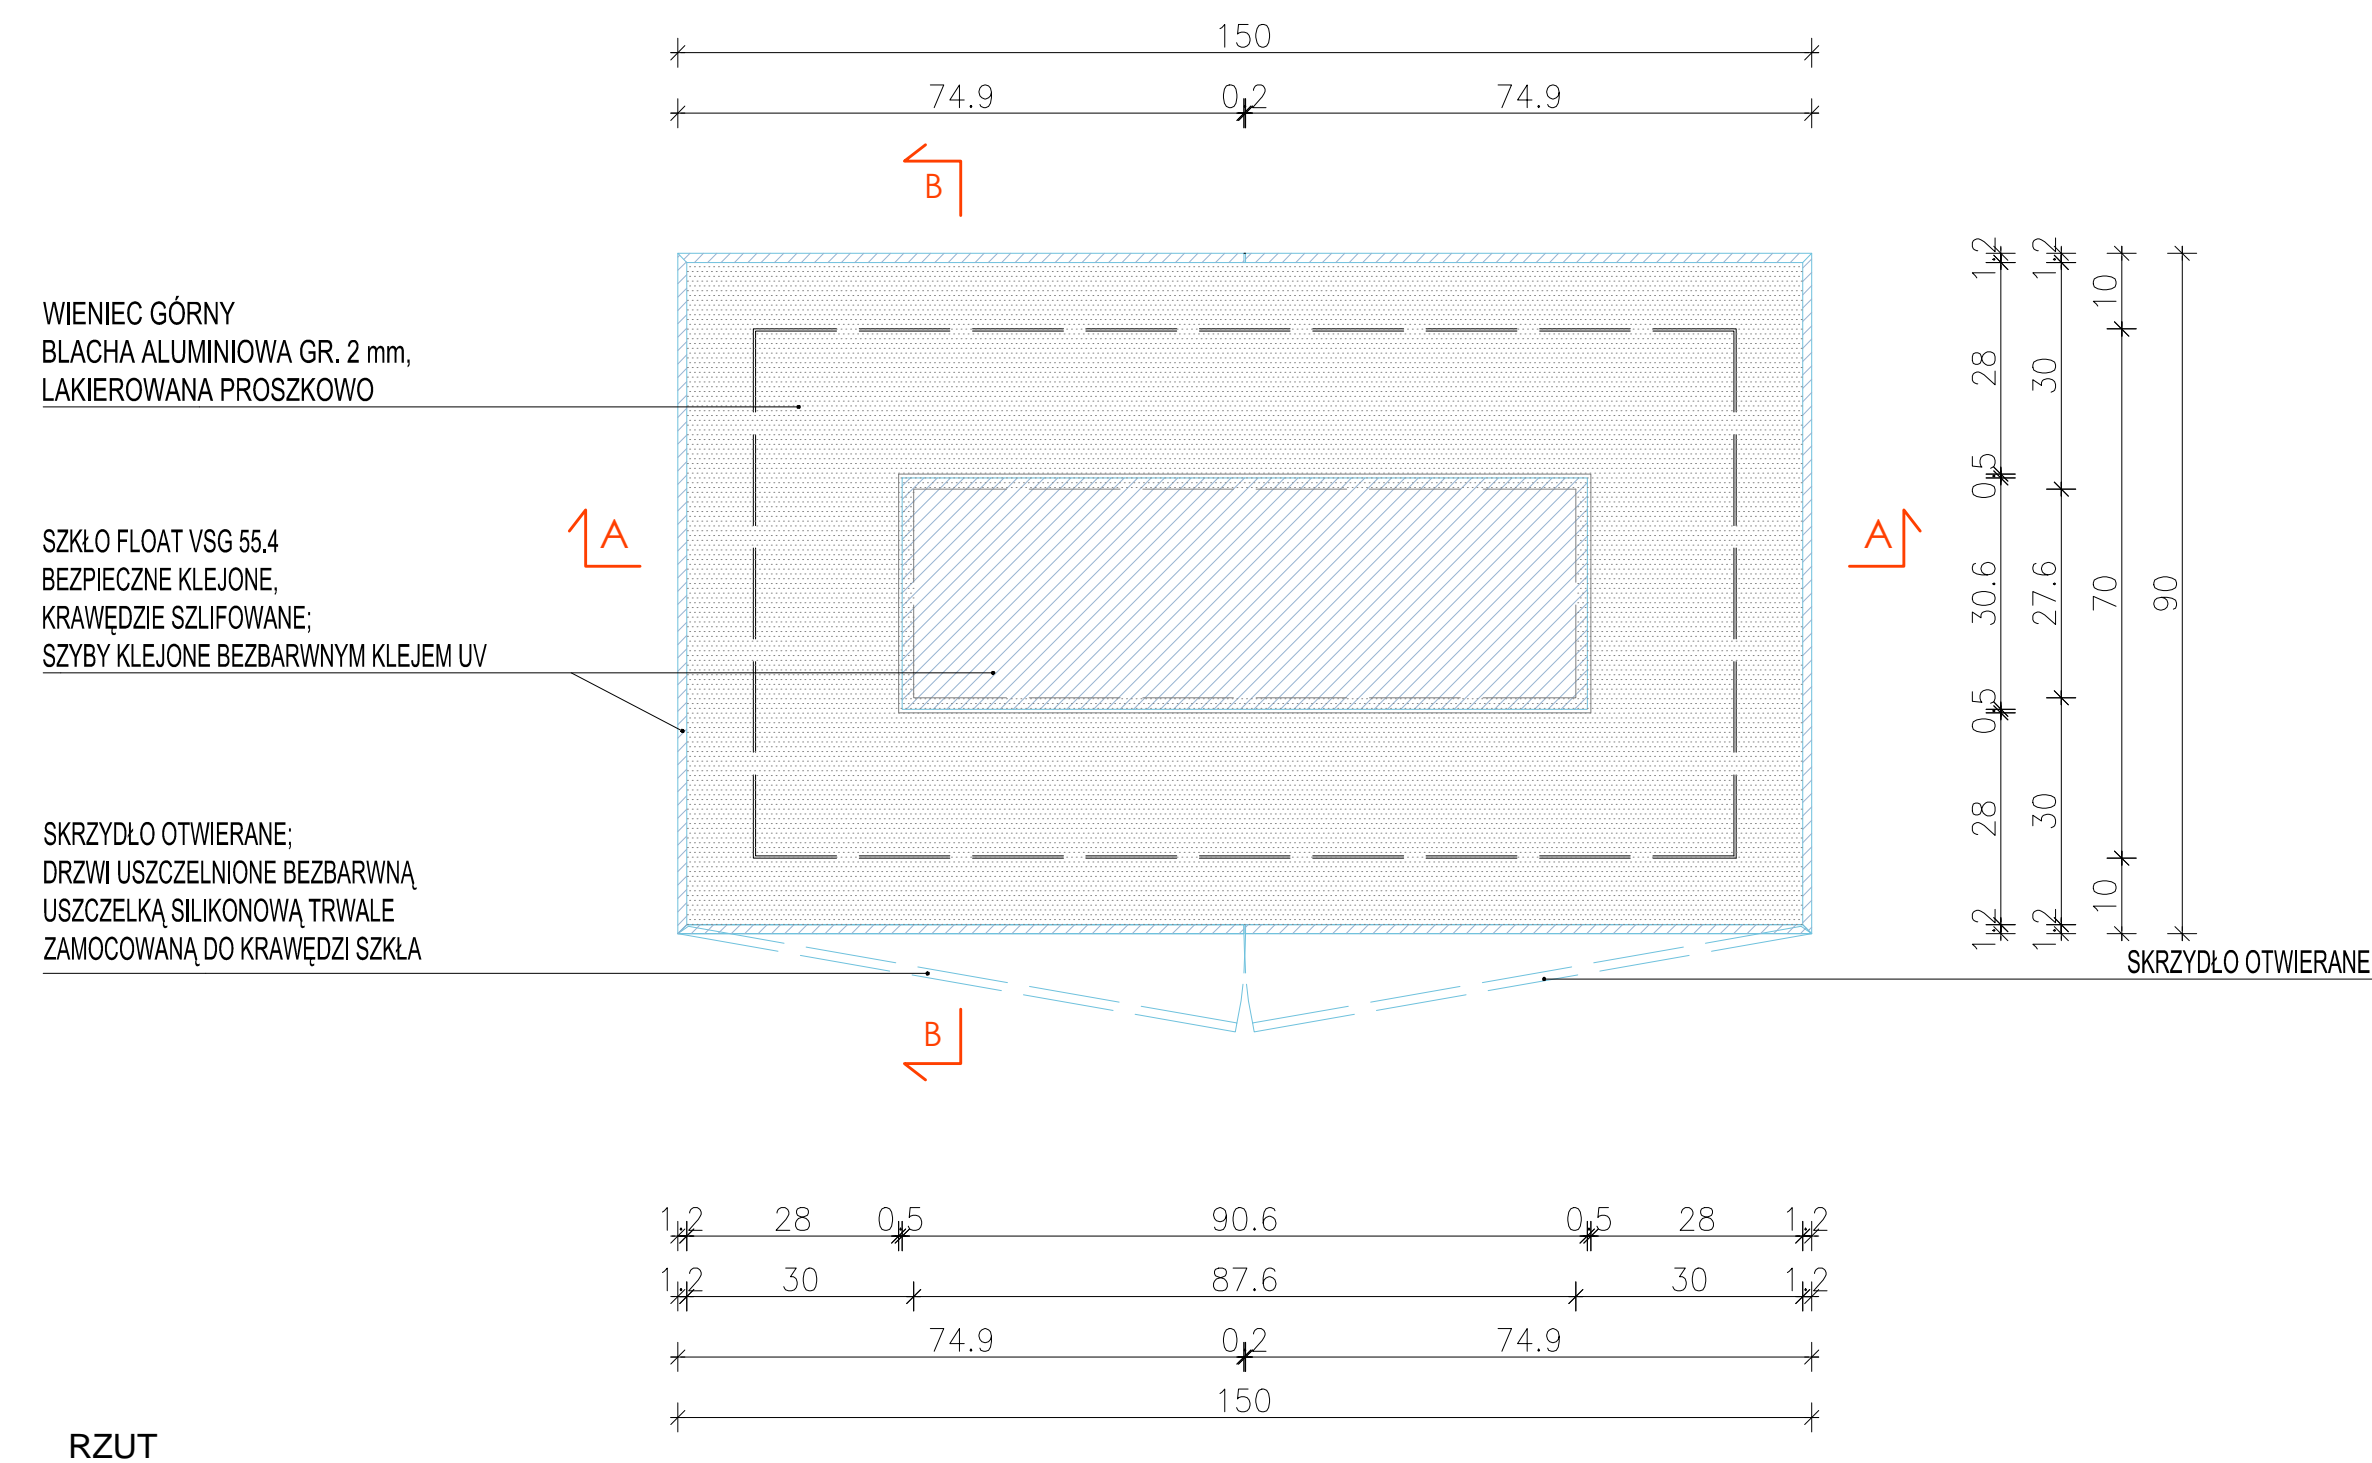 150
74.9 0.2 74.9
B
WIENIEC GÓRNY
BLACHA ALUMINIOWA GR. 2 mm,
LAKIEROWANA PROSZKOWO
SZKŁO FLOAT VSG 55.4
BEZPIECZNE KLEJONE,
KRAWĘDZIE SZLIFOWANE;
SZYBY KLEJONE BEZBARWNYM KLEJEM UV
SKRZYDŁO OTWIERANE;
DRZWI USZCZELNIONE BEZBARWNĄ
USZCZELKĄ SILIKONOWĄ TRWALE
ZAMOCOWANĄ DO KRAWĘDZI SZKŁA
A
A
1.2 28 0.5 30.6 0.5 28 1.2
1.2 30 27.6 30 1.2
10 70 10
90
SKRZYDŁO OTWIERANE
B
1.2 28 0.5 90.6 0.5 28 1.2
1.2 30 87.6 30 1.2
74.9 0.2 74.9
150
RZUT